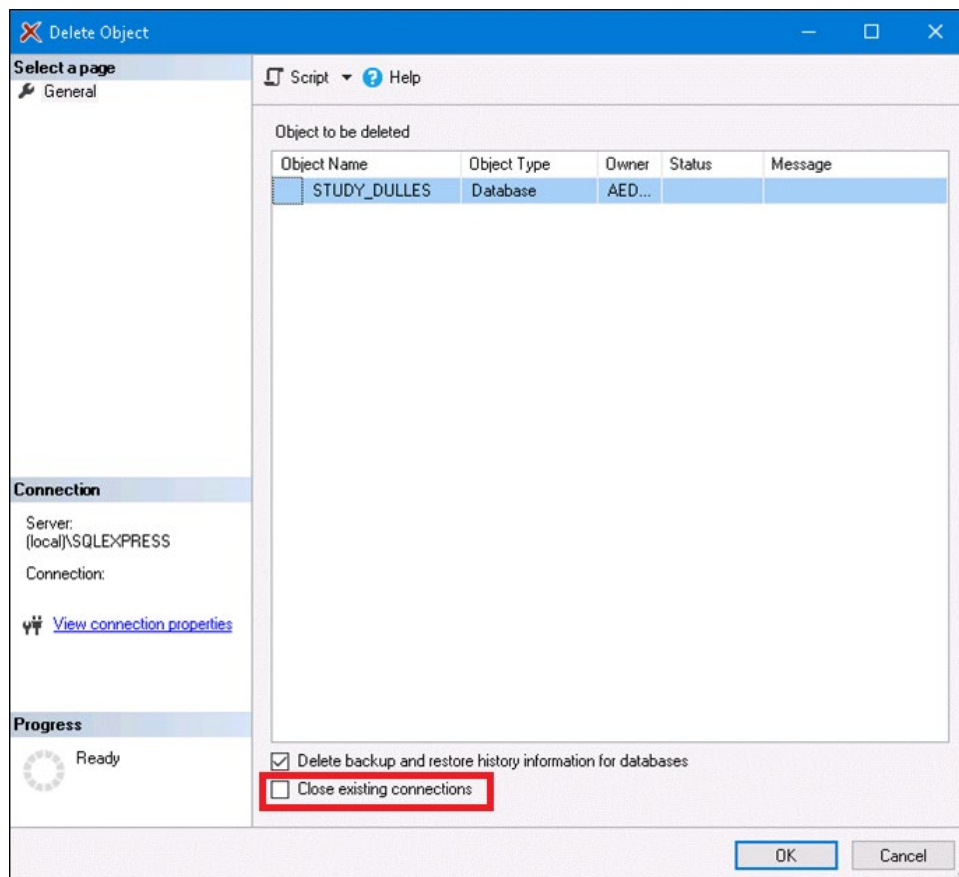 Delete Object
Select a page
General
Script
Help
Object to be deleted
Object Name Object Type Owner Status Message
STUDY_DULLES Database AED...
Connection
Server:
(local)\SQLEXPRESS
Connection:
View connection properties
Progress
Ready
Delete backup and restore history information for databases
Close existing connections
OK Cancel